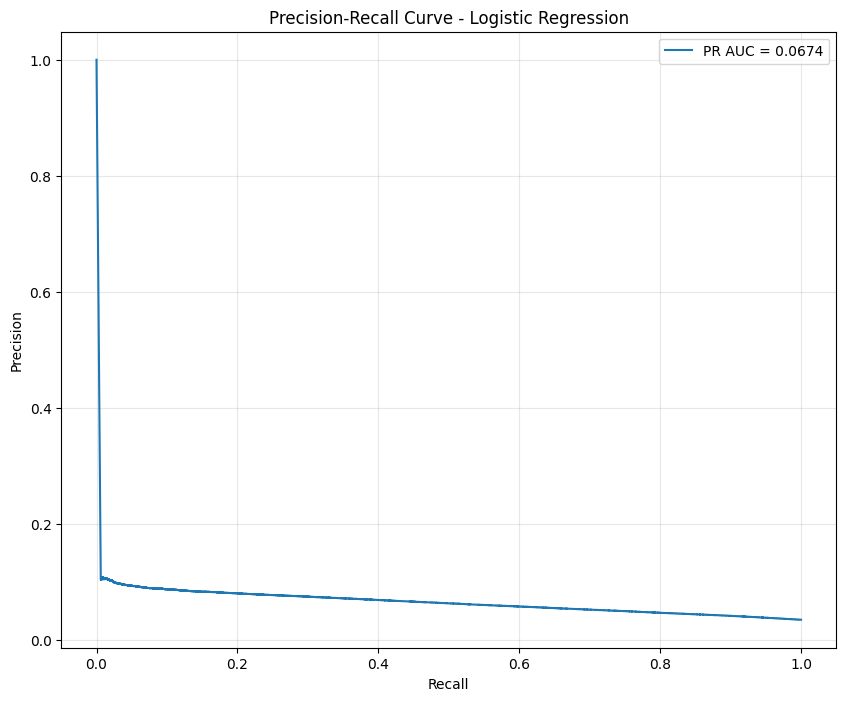 Precision-Recall Curve - Logistic Regression
PR AUC = 0.0674
Precision
1.0
0.8
0.6
0.4
0.2
0.0
0.0 0.2 0.4 0.6 0.8 1.0
Recall